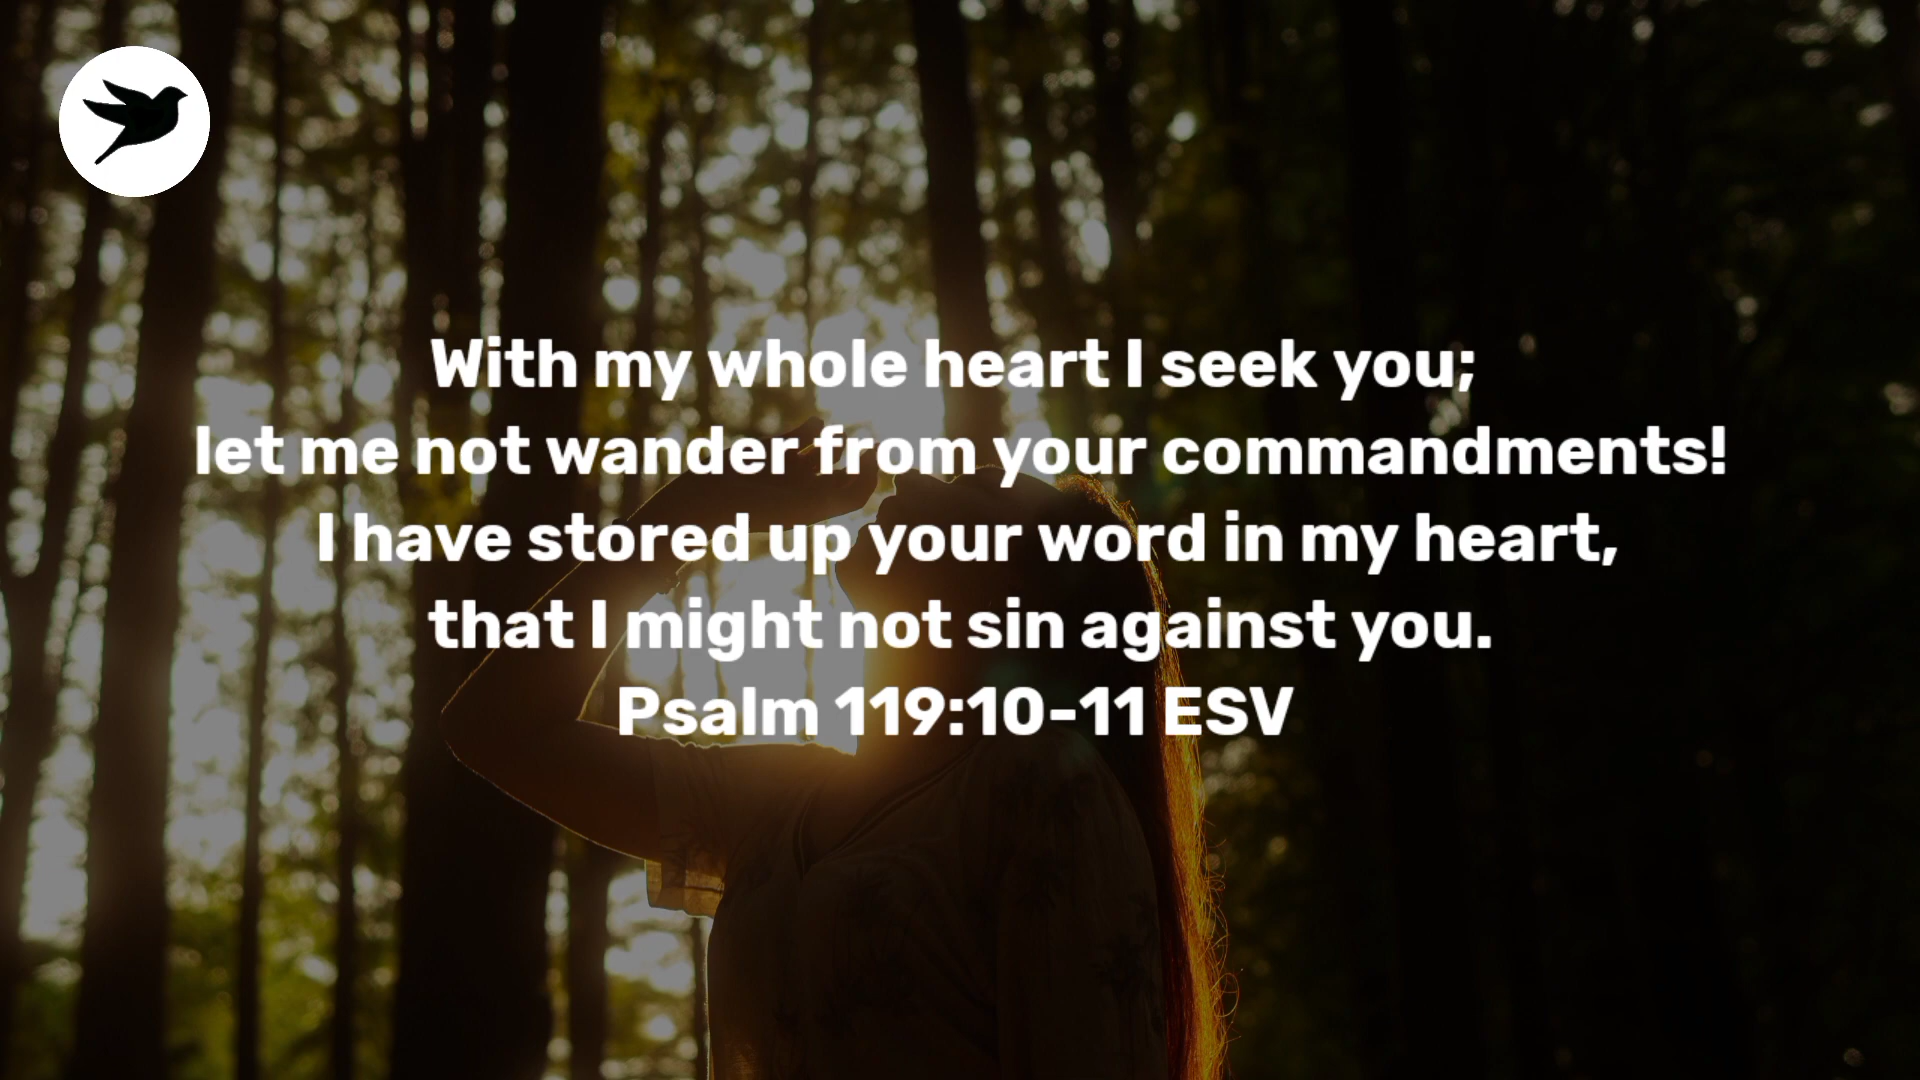 With my whole heart I seek you;
let me not wander from your commandments!
I have stored up your word in my heart,
that I might not sin against you.
Psalm 119:10-11 ESV